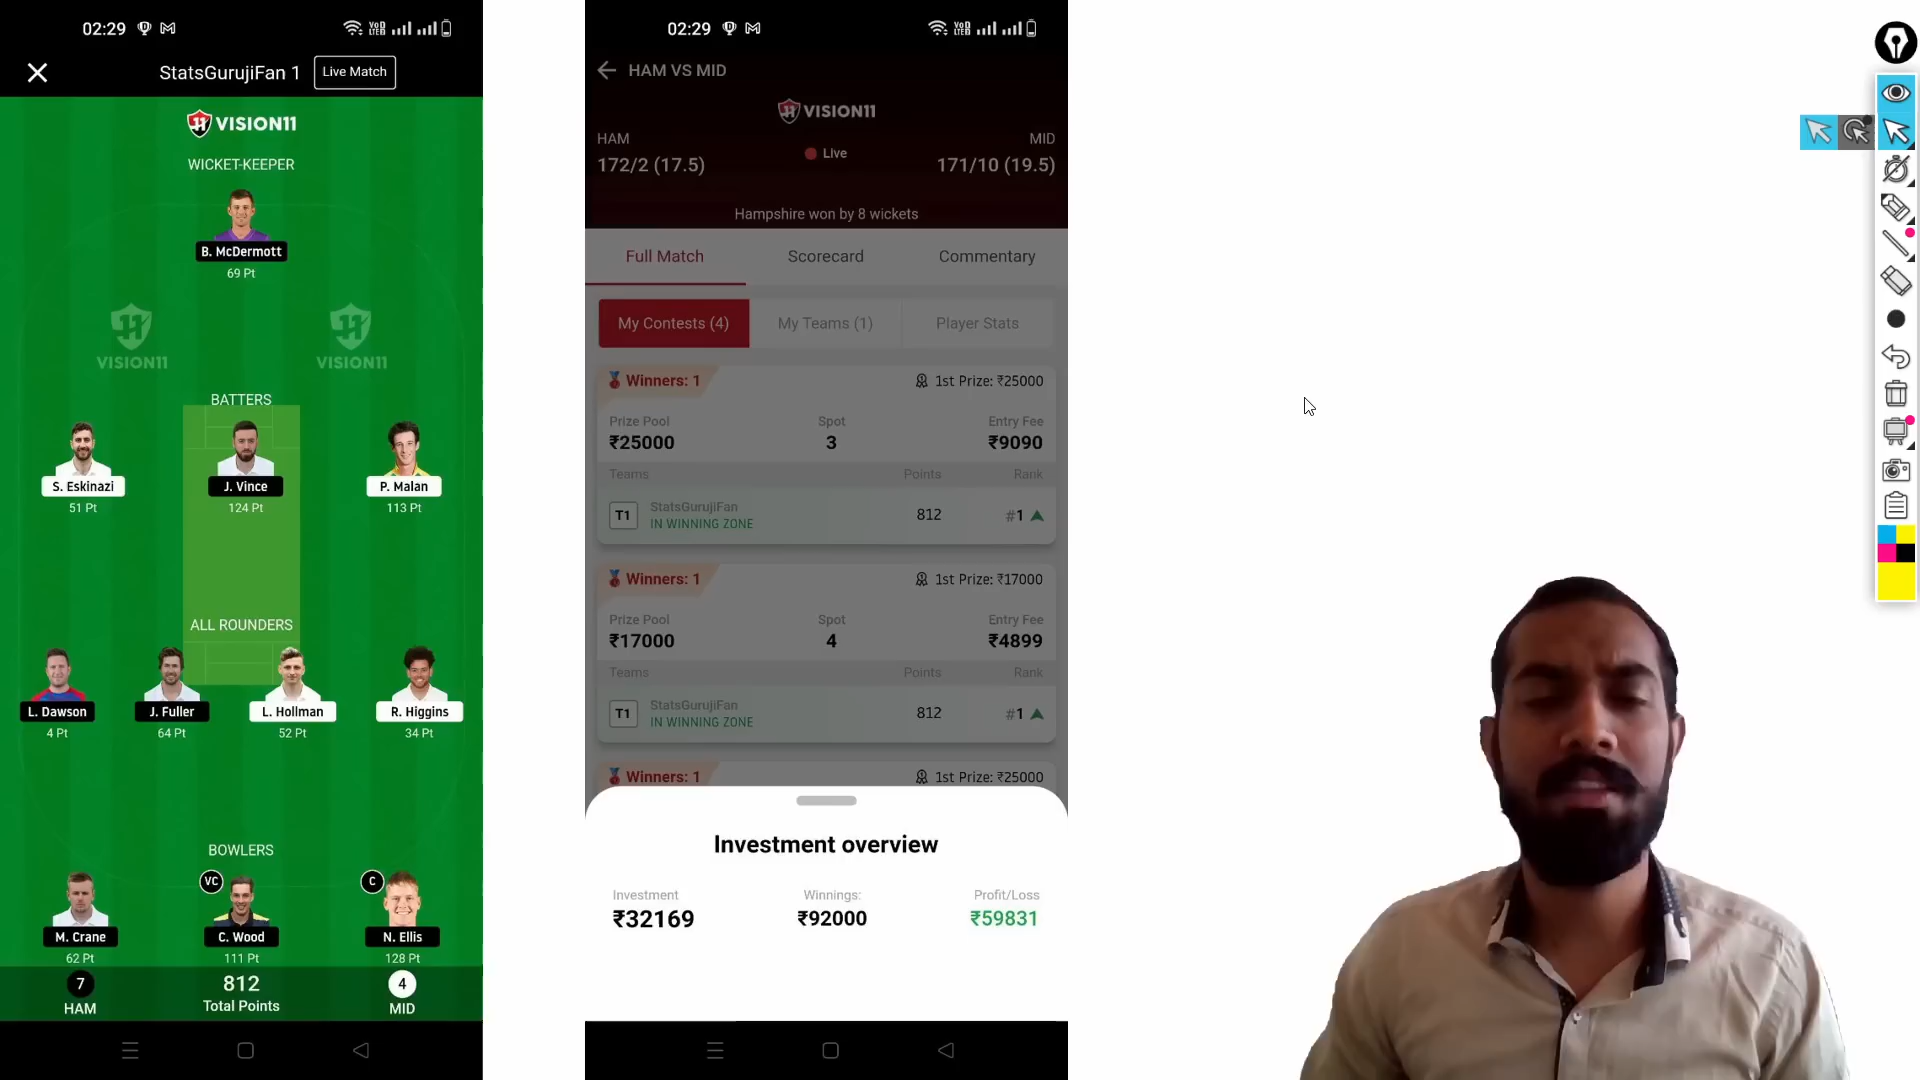 02:29
StatsGurujiFan 1
Live Match
VISION11
WICKET-KEEPER
B. McDermott
69 Pt
VISION11
VISION11
BATTERS
S. Eskinazi
51 Pt
J. Vince
124 Pt
P. Malan
113 Pt
ALL ROUNDERS
L. Dawson
4 Pt
J. Fuller
64 Pt
L. Hollman
52 Pt
R. Higgins
34 Pt
BOWLERS
M. Crane
62 Pt
VC
C. Wood
111 Pt
C
N. Ellis
128 Pt
7
HAM
812
Total Points
4
MID
02:29
HAM VS MID
VISION11
HAM
172/2 (17.5)
Live
MID
171/10 (19.5)
Hampshire won by 8 wickets
Full Match
Scorecard
Commentary
My Contests (4)
My Teams (1)
Player Stats
Winners: 1
1st Prize: ₹25000
Prize Pool
Spot
Entry Fee
₹25000
3
₹9090
Teams
Points
Rank
T1
StatsGurujiFan
IN WINNING ZONE
812
#1
Winners: 1
1st Prize: ₹17000
Prize Pool
Spot
Entry Fee
₹17000
4
₹4899
Teams
Points
Rank
T1
StatsGurujiFan
IN WINNING ZONE
812
#1
Winners: 1
1st Prize: ₹25000
Investment overview
Investment
Winnings:
Profit/Loss
₹32169
₹92000
₹59831